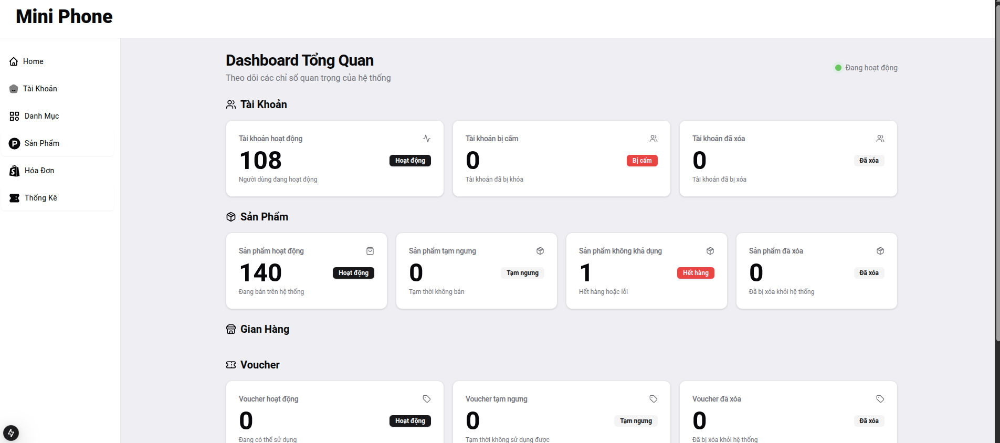 Mini Phone
Home
Tài Khoản
Danh Mục
Sản Phẩm
Hóa Đơn
Thống Kê
Dashboard Tổng Quan
Theo dõi các chỉ số quan trọng của hệ thống
Đang hoạt động
Tài Khoản
Tài khoản hoạt động
108
Hoạt động
Người dùng đang hoạt động
Tài khoản bị cấm
0
Bị cấm
Tài khoản đã bị khóa
Tài khoản đã xóa
0
Đã xóa
Tài khoản đã bị xóa
Sản Phẩm
Sản phẩm hoạt động
140
Hoạt động
Đang bán trên hệ thống
Sản phẩm tạm ngưng
0
Tạm ngưng
Tạm thời không bán
Sản phẩm không khả dụng
1
Hết hàng
Hết hàng hoặc lỗi
Sản phẩm đã xóa
0
Đã xóa
Đã bị xóa khỏi hệ thống
Gian Hàng
Voucher
Voucher hoạt động
0
Hoạt động
Đang có thể sử dụng
Voucher tạm ngưng
0
Tạm ngưng
Tạm thời không sử dụng được
Voucher đã xóa
0
Đã xóa
Đã bị xóa khỏi hệ thống